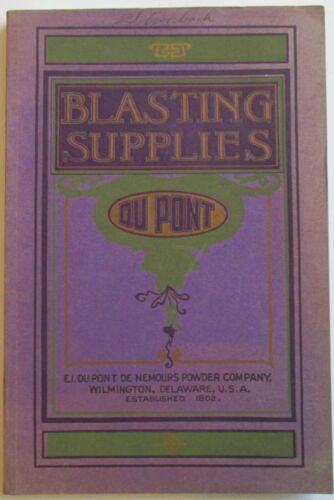 BLASTING
SUPPLIES
DU PONT
E.I. DU PONT DE NEMOURS POWDER COMPANY,
WILMINGTON, DELAWARE, U.S.A.
ESTABLISHED 1802.